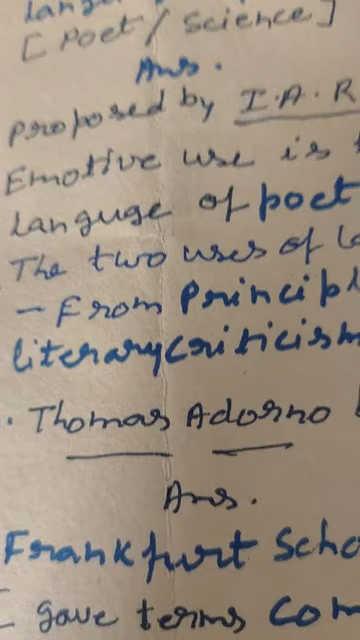 [Poet / Science]
Ans.
proposed by I.A.R
Emotive use is
languge of poet
The two uses of
- From Principl
literary criticism
. Thomas Adorno
Ans.
Frankfurt Scho
[ gave terms com